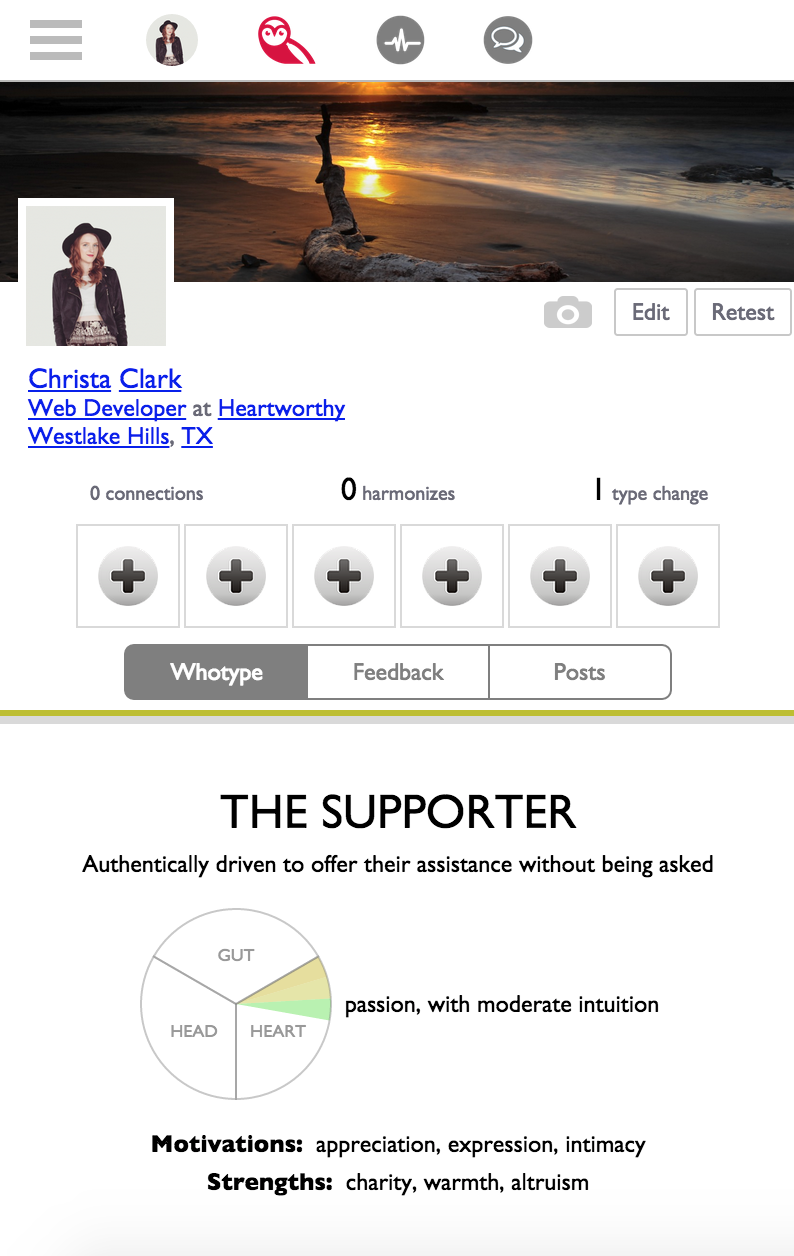 Edit Retest
Christa Clark
Web Developer at Heartworthy
Westlake Hills, TX
0 connections 0 harmonizes 1 type change
Whotype Feedback Posts
THE SUPPORTER
Authentically driven to offer their assistance without being asked
GUT
HEAD HEART
passion, with moderate intuition
Motivations: appreciation, expression, intimacy
Strengths: charity, warmth, altruism